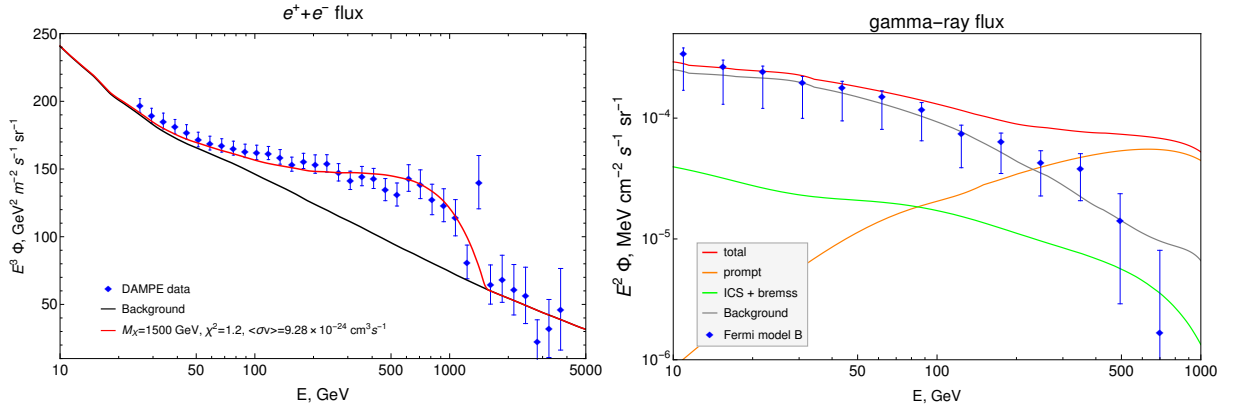 e⁺+e⁻ flux
E³ Φ, GeV² m⁻² s⁻¹ sr⁻¹
250
200
150
100
50
DAMPE data
Background
Mχ=1500 GeV, χ²=1.2, <σv>=9.28×10⁻²⁴ cm³s⁻¹
10 50 100 500 1000 5000
E, GeV
gamma-ray flux
E² Φ, MeV cm⁻² s⁻¹ sr⁻¹
10⁻⁴
10⁻⁵
10⁻⁶
total
prompt
ICS + bremss
Background
Fermi model B
10 50 100 500 1000
E, GeV